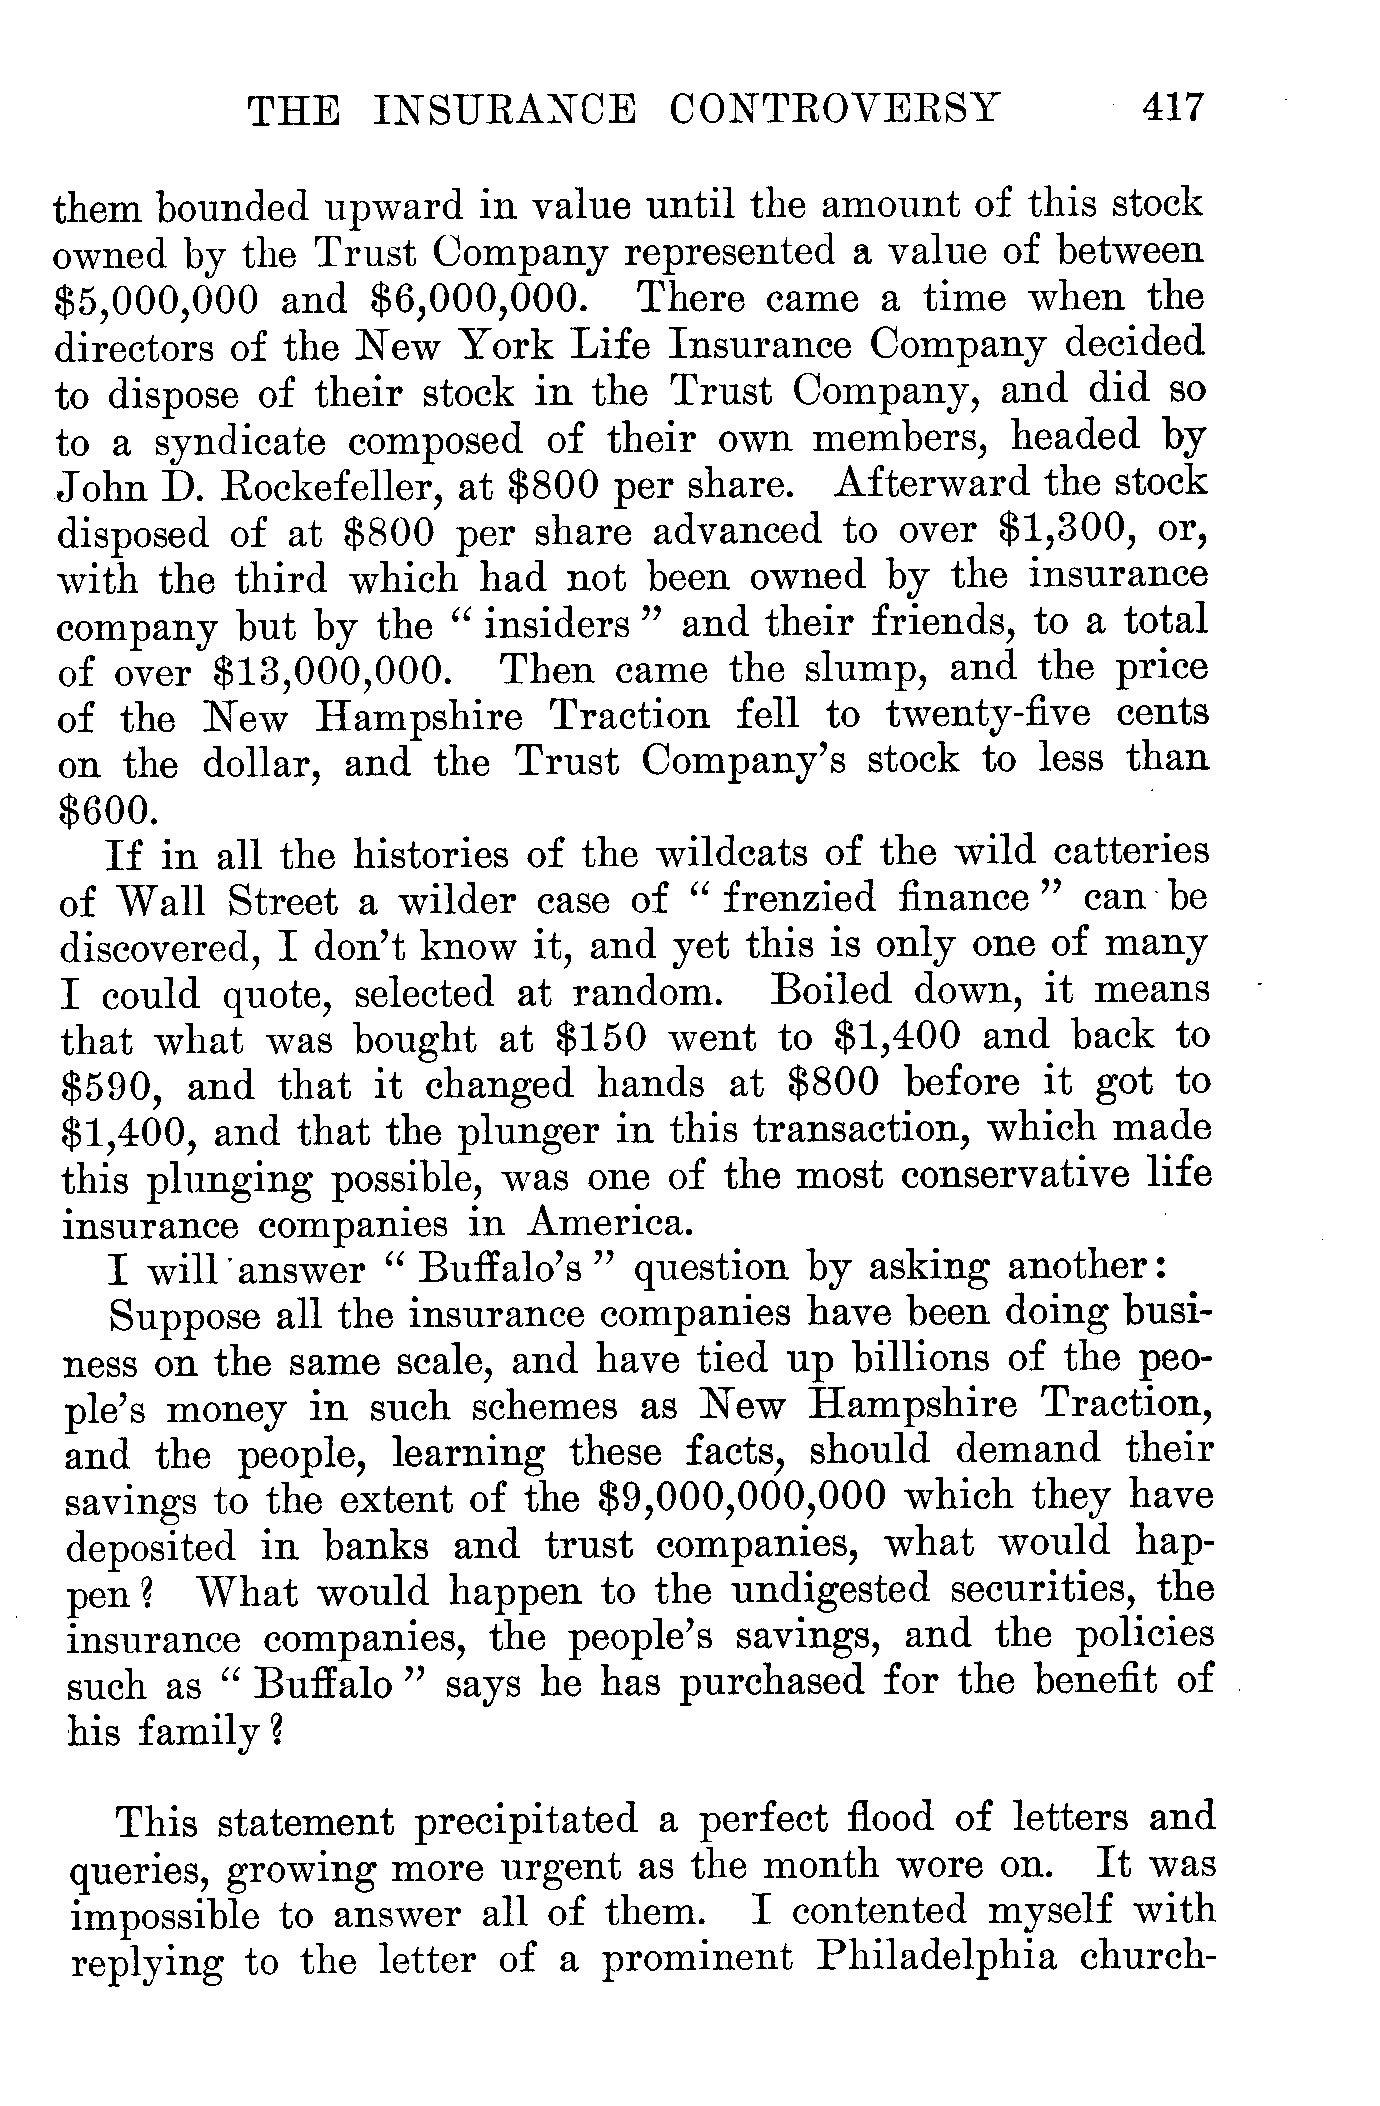 THE INSURANCE CONTROVERSY 417
them bounded upward in value until the amount of this stock
owned by the Trust Company represented a value of between
$5,000,000 and $6,000,000. There came a time when the
directors of the New York Life Insurance Company decided
to dispose of their stock in the Trust Company, and did so
to a syndicate composed of their own members, headed by
John D. Rockefeller, at $800 per share. Afterward the stock
disposed of at $800 per share advanced to over $1,300, or,
with the third which had not been owned by the insurance
company but by the “ insiders ” and their friends, to a total
of over $13,000,000. Then came the slump, and the price
of the New Hampshire Traction fell to twenty-five cents
on the dollar, and the Trust Company’s stock to less than
$600.
If in all the histories of the wildcats of the wild catteries
of Wall Street a wilder case of “ frenzied finance ” can be
discovered, I don’t know it, and yet this is only one of many
I could quote, selected at random. Boiled down, it means
that what was bought at $150 went to $1,400 and back to
$590, and that it changed hands at $800 before it got to
$1,400, and that the plunger in this transaction, which made
this plunging possible, was one of the most conservative life
insurance companies in America.
I will answer “ Buffalo’s ” question by asking another:
Suppose all the insurance companies have been doing busi-
ness on the same scale, and have tied up billions of the peo-
ple’s money in such schemes as New Hampshire Traction,
and the people, learning these facts, should demand their
savings to the extent of the $9,000,000,000 which they have
deposited in banks and trust companies, what would hap-
pen? What would happen to the undigested securities, the
insurance companies, the people’s savings, and the policies
such as “ Buffalo ” says he has purchased for the benefit of
his family?
This statement precipitated a perfect flood of letters and
queries, growing more urgent as the month wore on. It was
impossible to answer all of them. I contented myself with
replying to the letter of a prominent Philadelphia church-